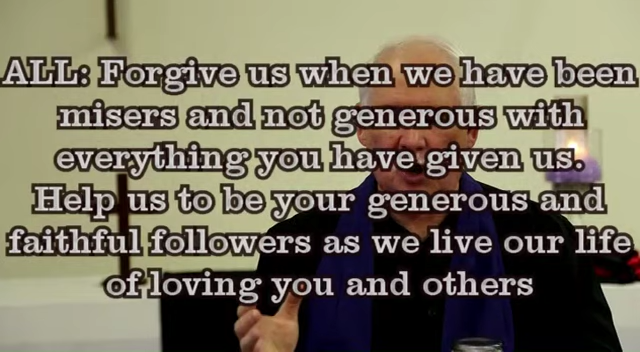 ALL: Forgive us when we have been
misers and not generous with
everything you have given us.
Help us to be your generous and
faithful followers as we live our life
of loving you and others